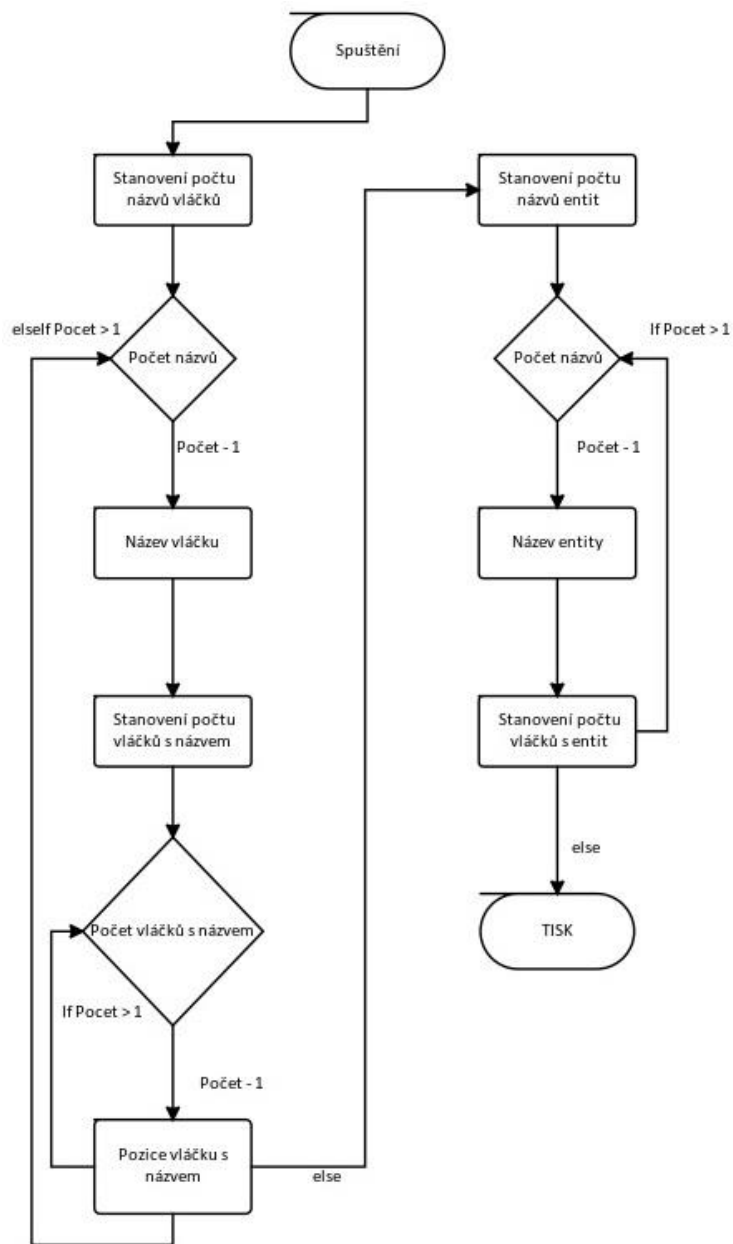 Spuštění
Stanovení počtu
názvů vláčků
elseIf Pocet > 1
Počet názvů
Počet - 1
Název vláčku
Stanovení počtu
vláčků s názvem
Počet vláčků s názvem
If Pocet > 1
Počet - 1
Pozice vláčku s
názvem
else
Stanovení počtu
názvů entit
If Pocet > 1
Počet názvů
Počet - 1
Název entity
Stanovení počtu
vláčků s entit
else
TISK